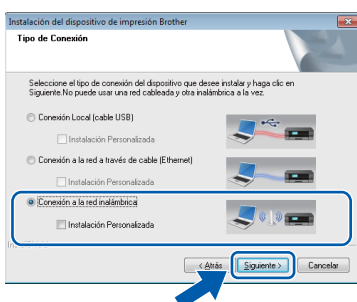 Instalación del dispositivo de impresión Brother
Tipo de Conexión
Seleccione el tipo de conexión del dispositivo que desee instalar y haga clic en
Siguiente.No puede usar una red cableada y otra inalámbrica a la vez.
Conexión Local (cable USB)
Instalación Personalizada
Conexión a la red a través de cable (Ethernet)
Instalación Personalizada
Conexión a la red inalámbrica
Instalación Personalizada
< Atrás Siguiente > Cancelar